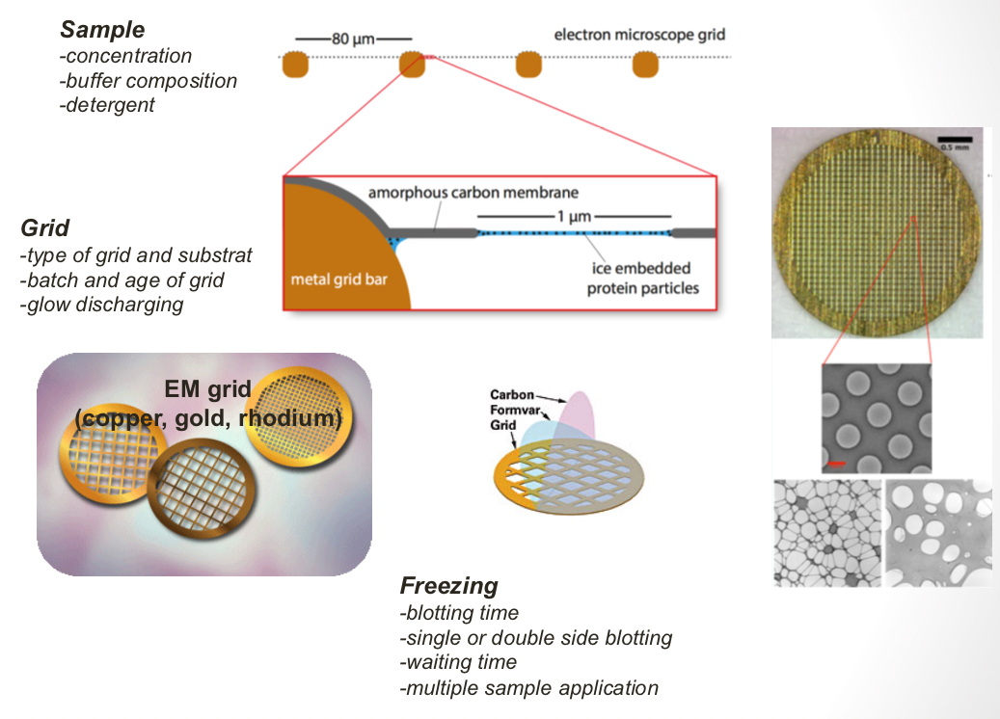 Sample
-concentration
-buffer composition
-detergent
80 µm
electron microscope grid
amorphous carbon membrane
1 µm
ice embedded
protein particles
metal grid bar
0.5 mm
Grid
-type of grid and substrat
-batch and age of grid
-glow discharging
EM grid
(copper, gold, rhodium)
Carbon
Formvar
Grid
Freezing
-blotting time
-single or double side blotting
-waiting time
-multiple sample application